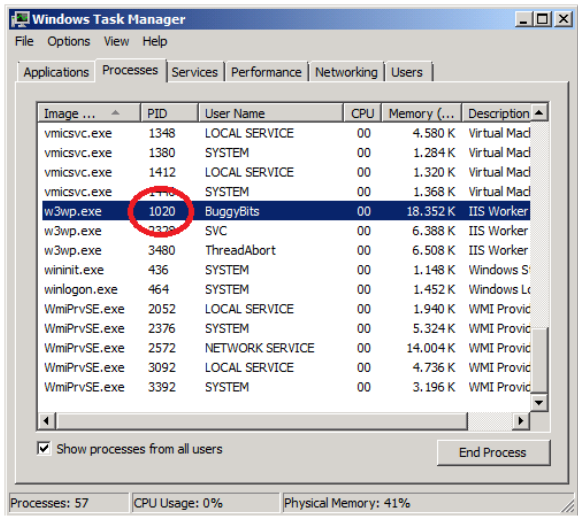 Windows Task Manager
File Options View Help
Applications Processes Services Performance Networking Users
Image ... PID User Name CPU Memory (... Description
vmicsvc.exe 1348 LOCAL SERVICE 00 4.580 K Virtual Macl
vmicsvc.exe 1380 SYSTEM 00 1.284 K Virtual Macl
vmicsvc.exe 1412 LOCAL SERVICE 00 1.320 K Virtual Macl
vmicsvc.exe SYSTEM 00 1.368 K Virtual Macl
w3wp.exe 1020 BuggyBits 00 18.352 K IIS Worker
w3wp.exe 2328 SVC 00 6.388 K IIS Worker
w3wp.exe 3480 ThreadAbort 00 6.508 K IIS Worker
wininit.exe 436 SYSTEM 00 1.148 K Windows S
winlogon.exe 464 SYSTEM 00 1.452 K Windows Lo
WmiPrvSE.exe 2052 LOCAL SERVICE 00 1.940 K WMI Provic
WmiPrvSE.exe 2376 SYSTEM 00 5.324 K WMI Provic
WmiPrvSE.exe 2572 NETWORK SERVICE 00 14.004 K WMI Provic
WmiPrvSE.exe 3092 LOCAL SERVICE 00 4.736 K WMI Provic
WmiPrvSE.exe 3392 SYSTEM 00 3.196 K WMI Provic
Show processes from all users End Process
Processes: 57 CPU Usage: 0% Physical Memory: 41%